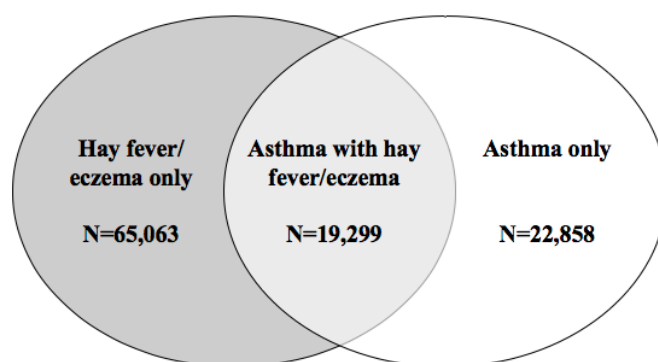 Hay fever/
eczema only
N=65,063
Asthma with hay
fever/eczema
N=19,299
Asthma only
N=22,858